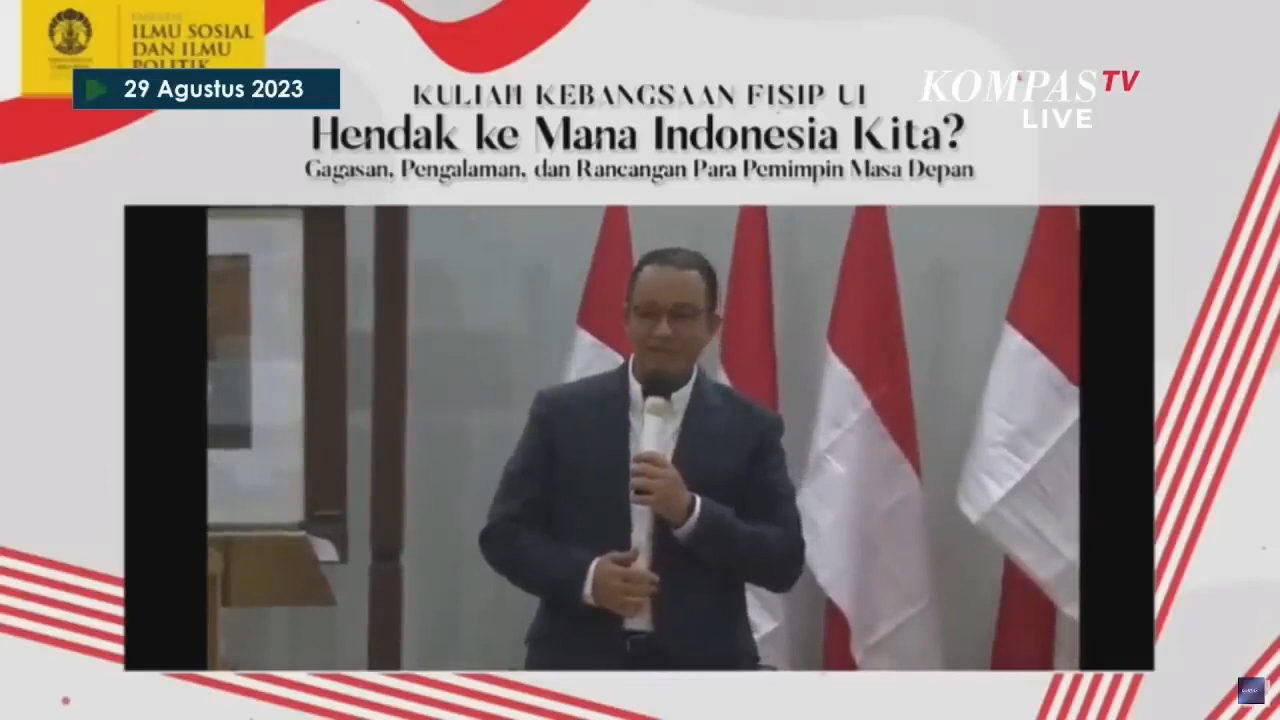 ILMU SOSIAL
DAN ILMU
POLITIK
29 Agustus 2023
KULIAH KEBANGSAAN FISIP UI
Hendak ke Mana Indonesia Kita?
Gagasan, Pengalaman, dan Rancangan Para Pemimpin Masa Depan
KOMPAS TV
LIVE